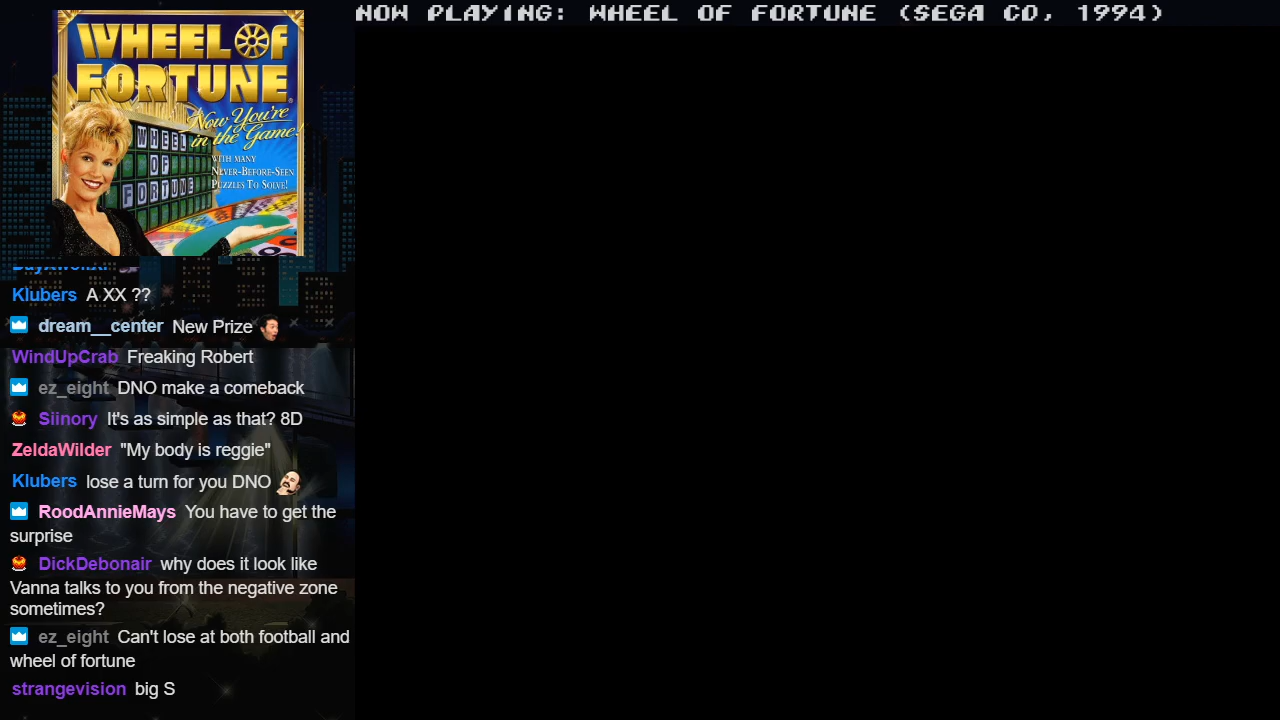 NOW PLAYING: WHEEL OF FORTUNE (SEGA CD, 1994)
WHEEL OF
FORTUNE
Now You're
in the Game!
WITH MANY
NEVER-BEFORE-SEEN
PUZZLES TO SOLVE!
WHEEL
OF
FORTUNE
Klubers A XX ??
dream__center New Prize
WindUpCrab Freaking Robert
ez_eight DNO make a comeback
Siinory It's as simple as that? 8D
ZeldaWilder "My body is reggie"
Klubers lose a turn for you DNO
RoodAnnieMays You have to get the
surprise
DickDebonair why does it look like
Vanna talks to you from the negative zone
sometimes?
ez_eight Can't lose at both football and
wheel of fortune
strangevision big S